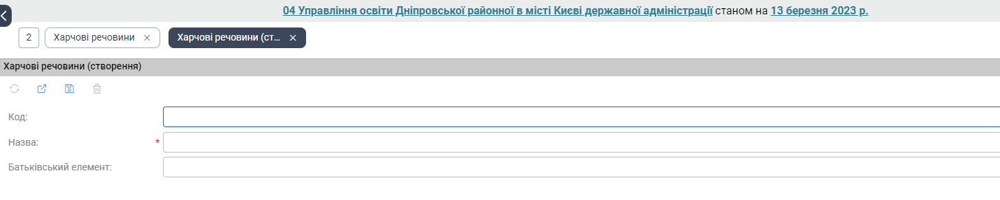 04 Управління освіти Дніпровської районної в місті Києві державної адміністрації станом на 13 березня 2023 р.
2 Харчові речовини × Харчові речовини (ст... ×
Харчові речовини (створення)
Код:
Назва: *
Батьківський елемент: